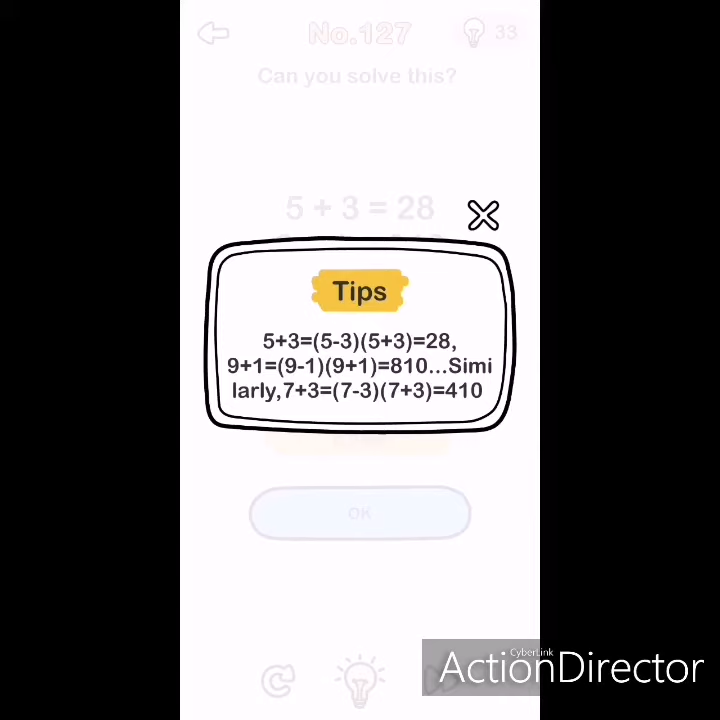 No.127
33
Can you solve this?
5 + 3 = 28
Tips
5+3=(5-3)(5+3)=28,
9+1=(9-1)(9+1)=810...Simi
larly,7+3=(7-3)(7+3)=410
OK
CyberLink
ActionDirector